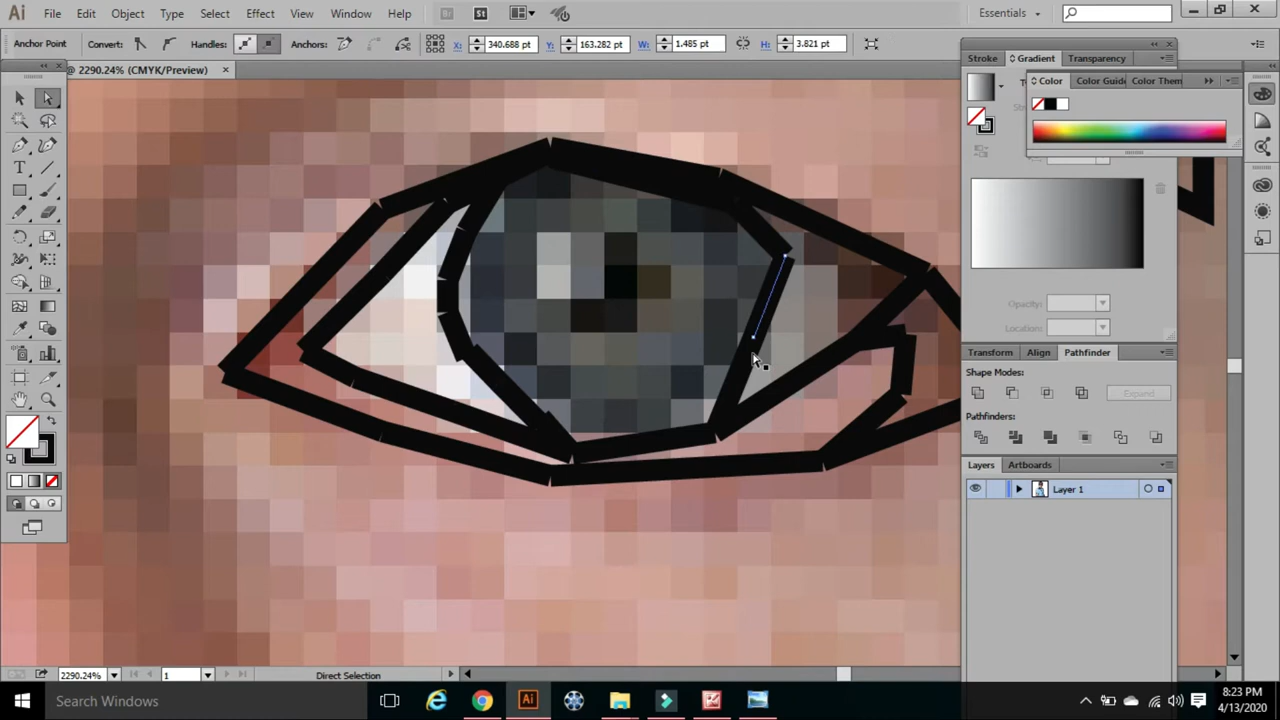 Ai File Edit Object Type Select Effect View Window Help Br St Essentials
Anchor Point Convert: Handles: Anchors: X: 340.688 pt Y: 163.282 pt W: 1.485 pt H: 3.821 pt
@ 2290.24% (CMYK/Preview) ×
Stroke Gradient Transparency
Color Color Guide Color Them
Opacity:
Location:
Transform Align Pathfinder
Shape Modes:
Expand
Pathfinders:
Layers Artboards
Layer 1
2290.24% 1 Direct Selection
Search Windows
8:23 PM
4/13/2020